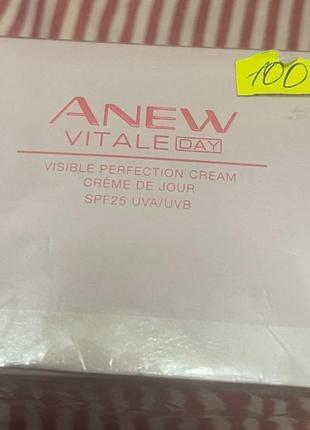 100
ANEW
VITALE DAY
VISIBLE PERFECTION CREAM
CRÈME DE JOUR
SPF25 UVA/UVB